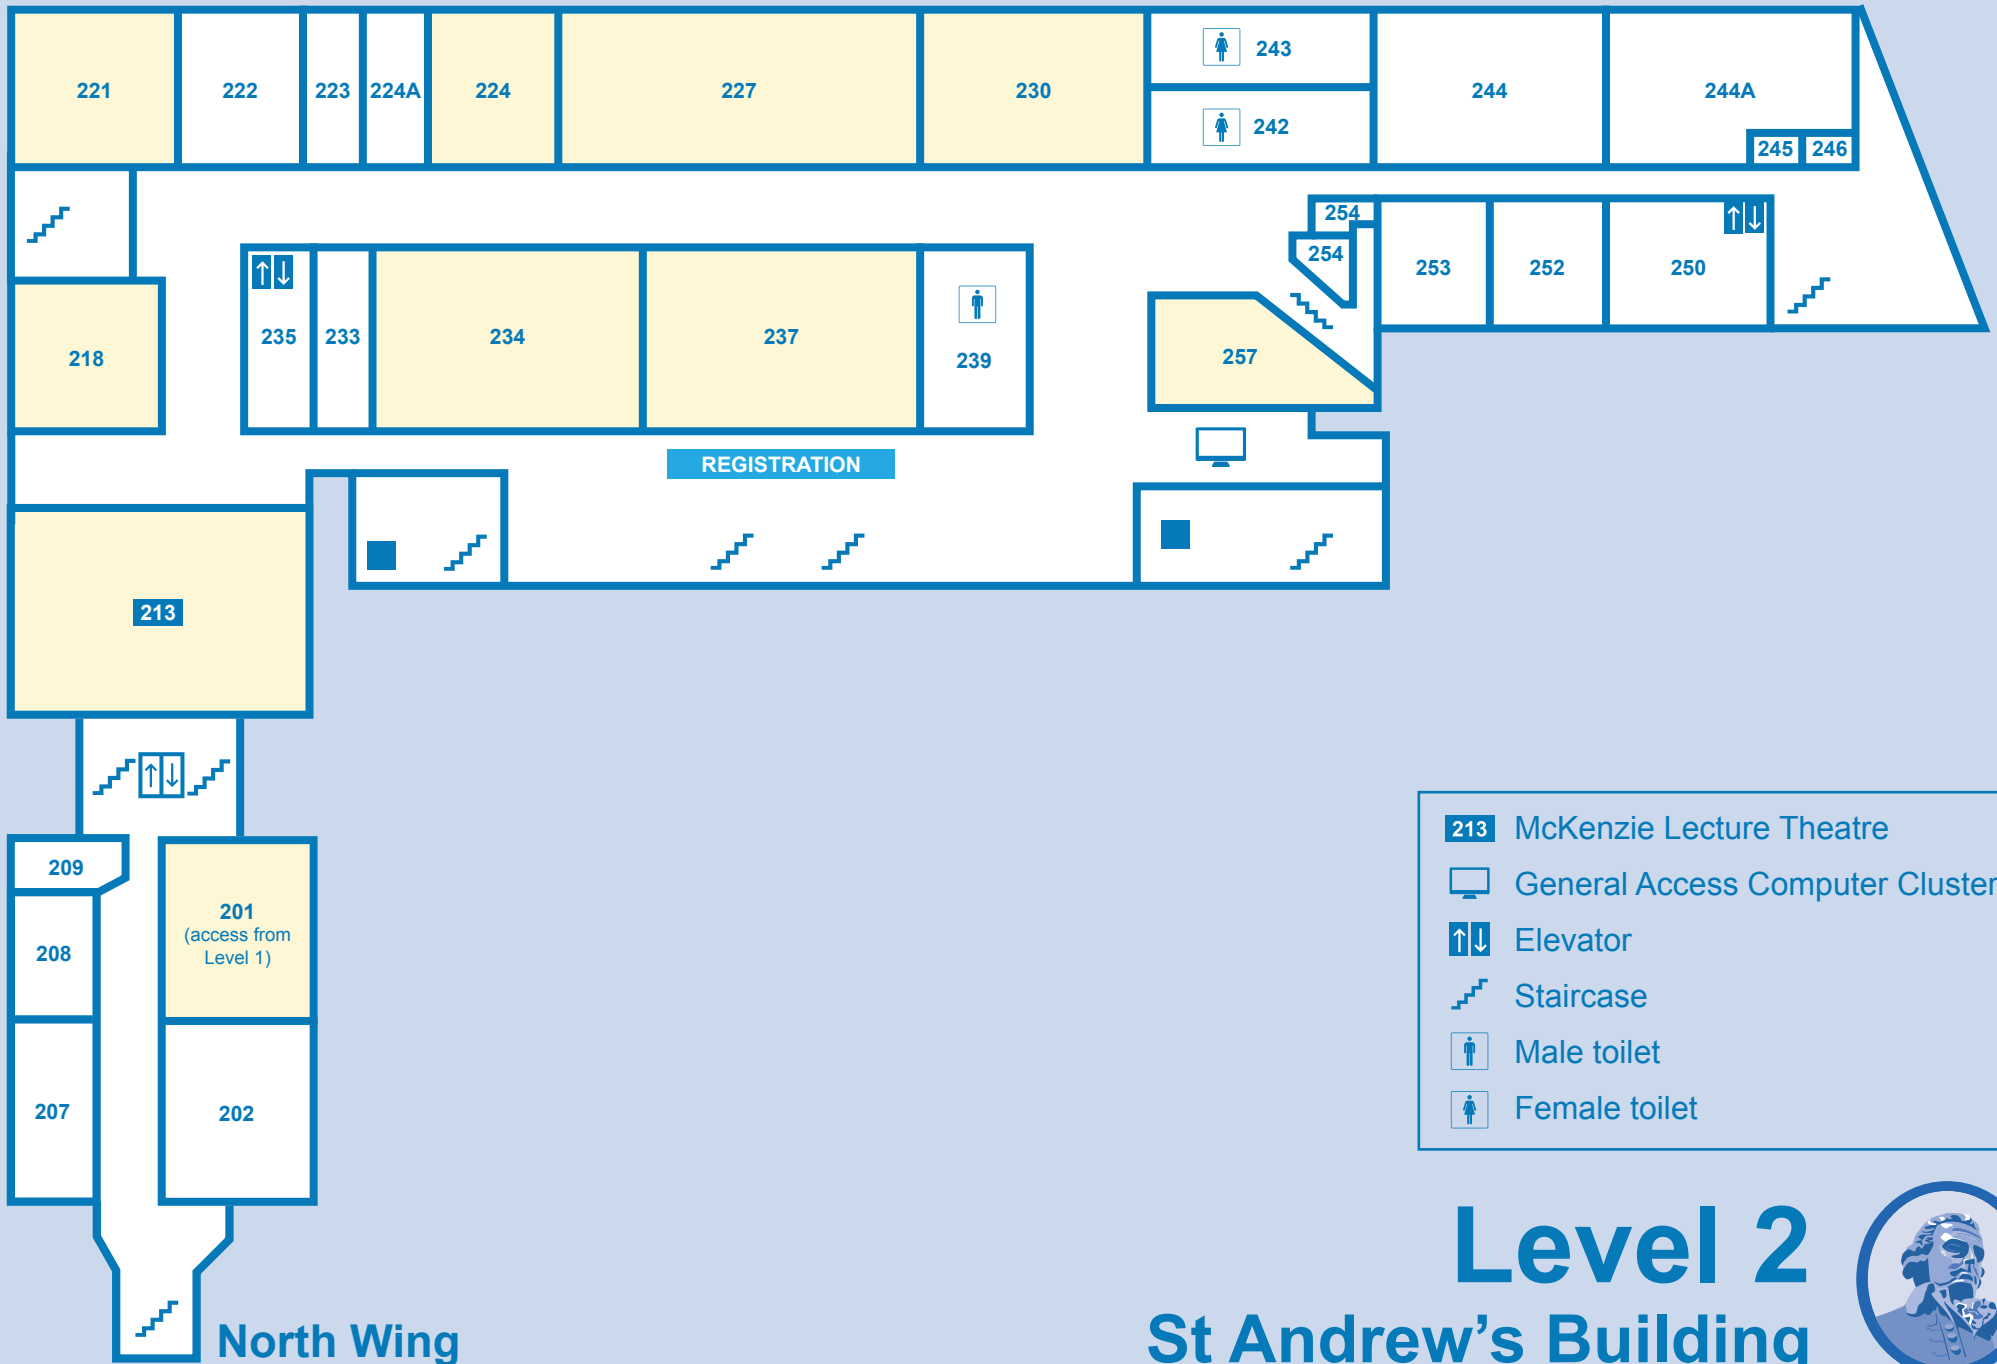 221
222
223
224A
224
227
230
243
242
244
244A
245
246
254
254
253
252
250
235
233
234
237
239
257
218
REGISTRATION
213
209
208
207
201
(access from
Level 1)
202
North Wing
213 McKenzie Lecture Theatre
General Access Computer Cluster
Elevator
Staircase
Male toilet
Female toilet
Level 2
St Andrew’s Building